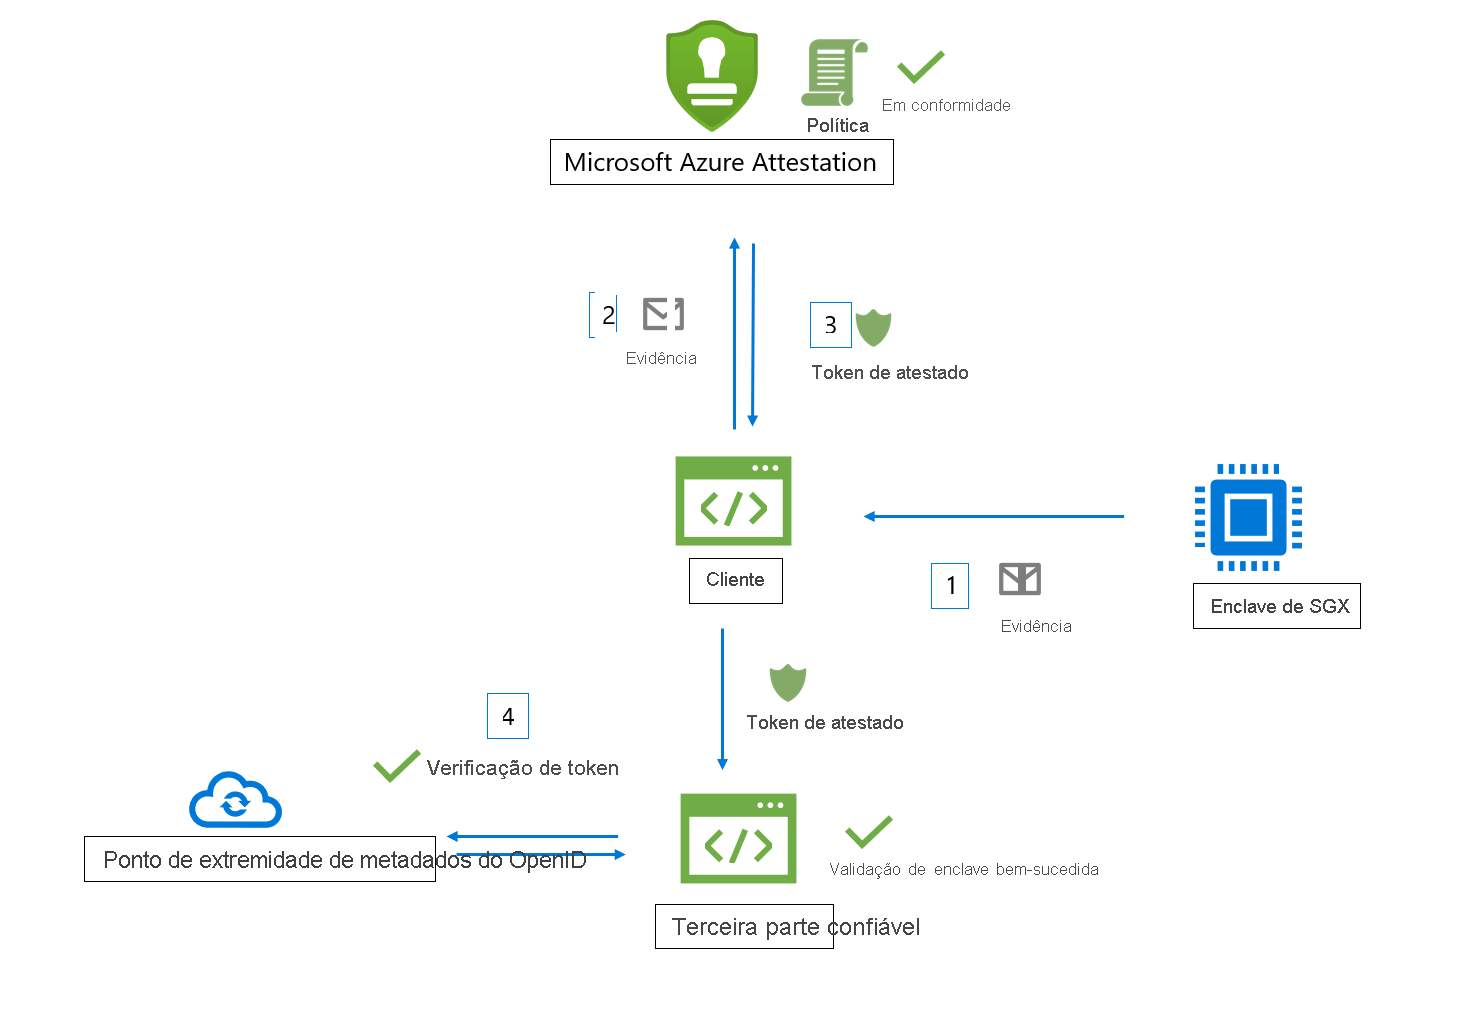 Política
Em conformidade
Microsoft Azure Attestation
2
Evidência
3
Token de atestado
Cliente
1
Evidência
Enclave de SGX
Token de atestado
4
Verificação de token
Ponto de extremidade de metadados do OpenID
Validação de enclave bem-sucedida
Terceira parte confiável